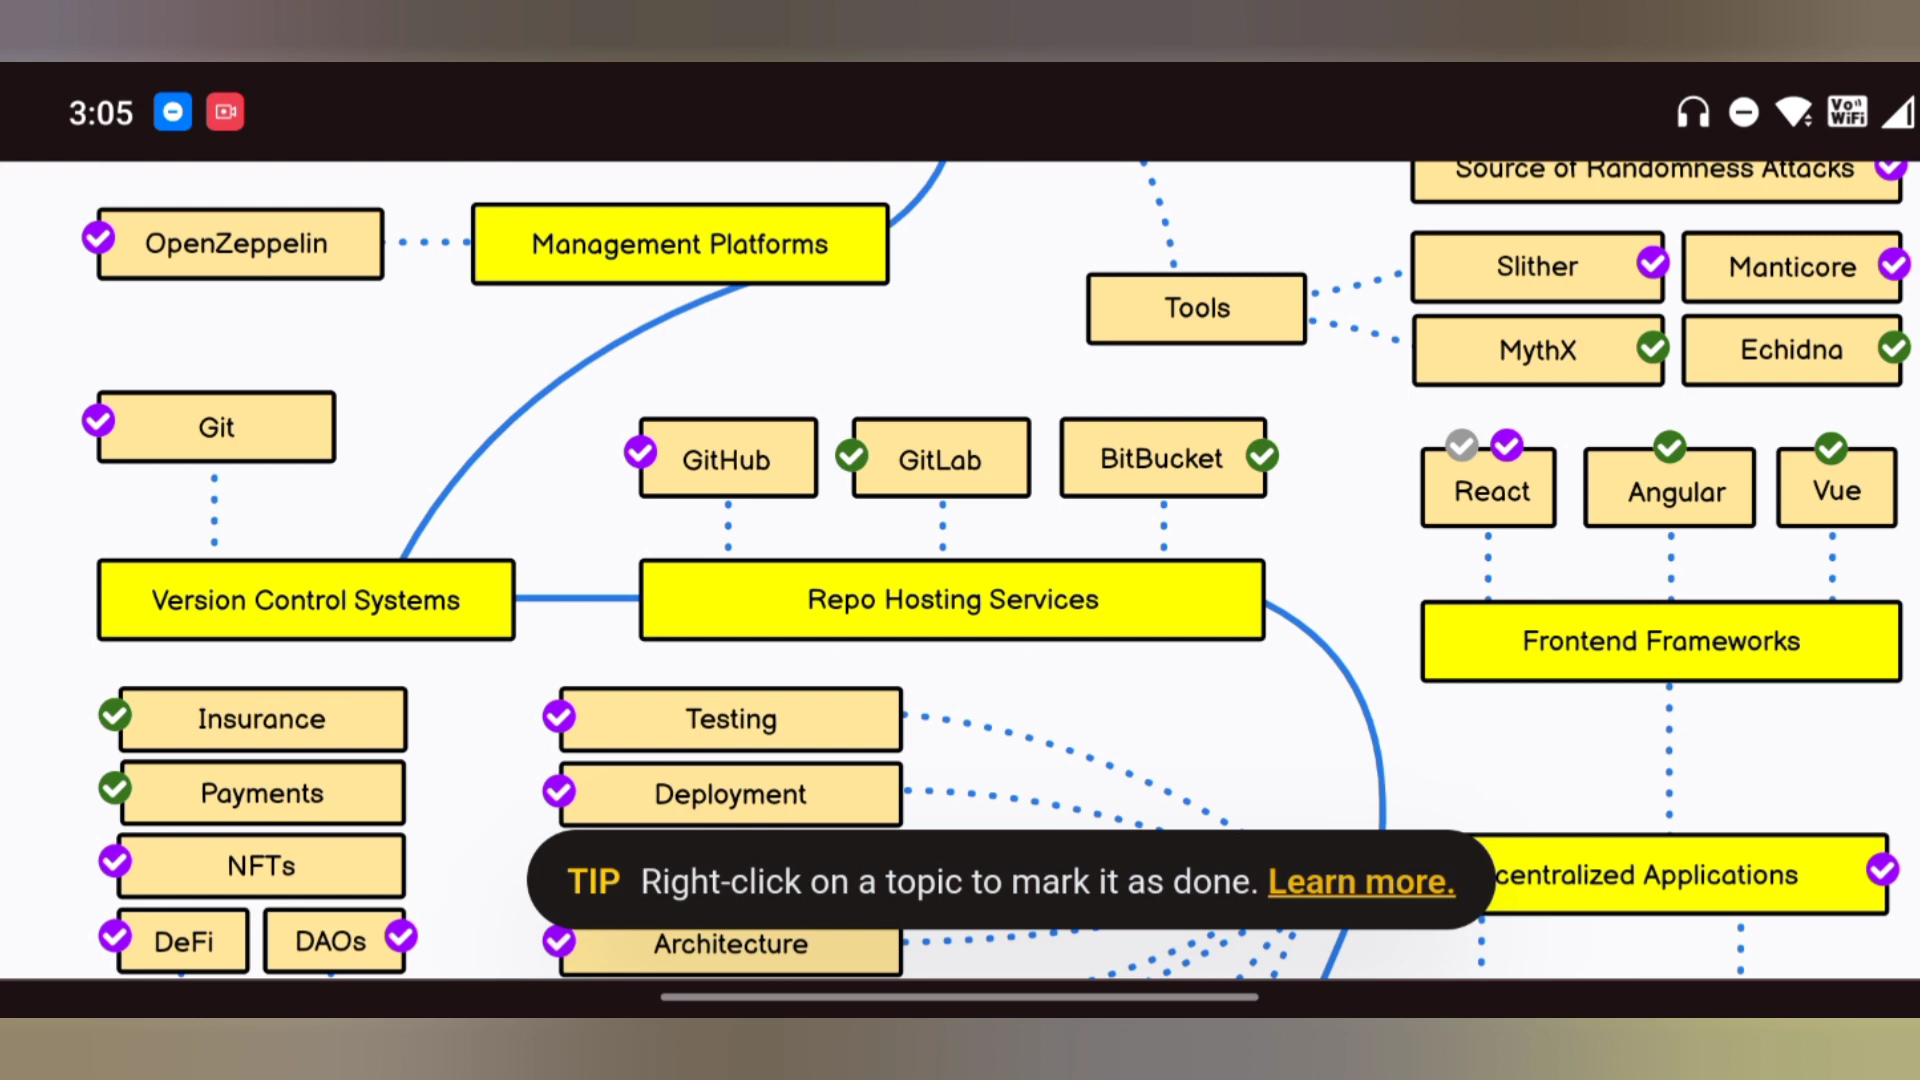 3:05
Vo
WiFi
Source of Randomness Attacks
OpenZeppelin
Management Platforms
Slither
Manticore
Tools
MythX
Echidna
Git
GitHub
GitLab
BitBucket
React
Angular
Vue
Version Control Systems
Repo Hosting Services
Frontend Frameworks
Insurance
Testing
Payments
Deployment
NFTs
TIP Right-click on a topic to mark it as done. Learn more.
centralized Applications
DeFi
DAOs
Architecture